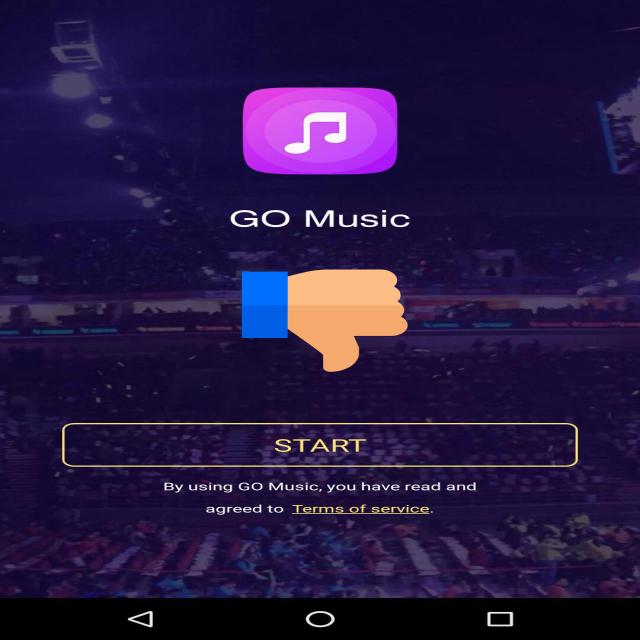 GO Music
START
By using GO Music, you have read and
agreed to Terms of service.